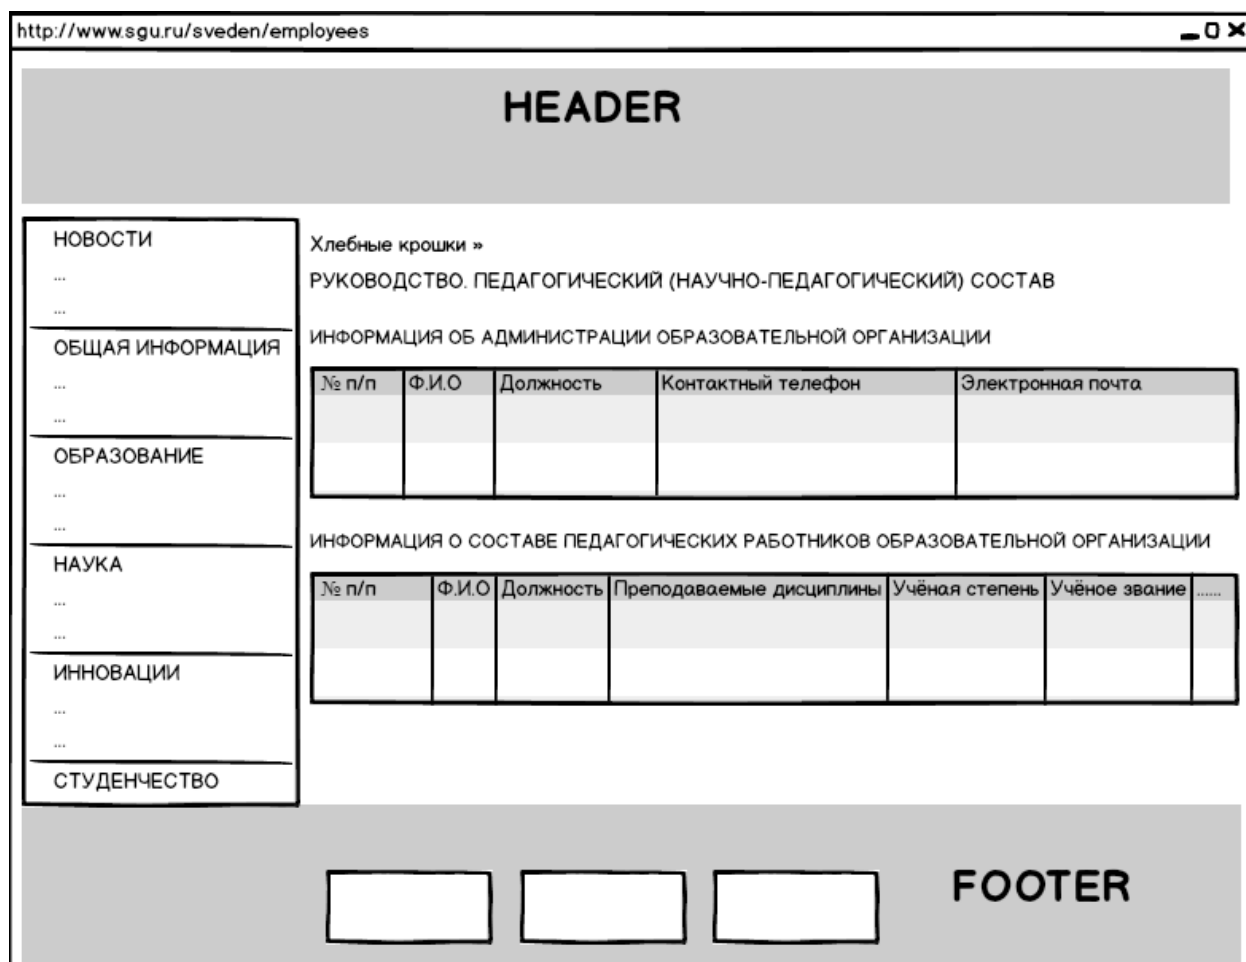 http://www.sgu.ru/sveden/employees
HEADER
НОВОСТИ
...
...
ОБЩАЯ ИНФОРМАЦИЯ
...
...
ОБРАЗОВАНИЕ
...
...
НАУКА
...
...
ИННОВАЦИИ
...
...
СТУДЕНЧЕСТВО
Хлебные крошки »
РУКОВОДСТВО. ПЕДАГОГИЧЕСКИЙ (НАУЧНО-ПЕДАГОГИЧЕСКИЙ) СОСТАВ
ИНФОРМАЦИЯ ОБ АДМИНИСТРАЦИИ ОБРАЗОВАТЕЛЬНОЙ ОРГАНИЗАЦИИ
№ п/п Ф.И.О Должность Контактный телефон Электронная почта
ИНФОРМАЦИЯ О СОСТАВЕ ПЕДАГОГИЧЕСКИХ РАБОТНИКОВ ОБРАЗОВАТЕЛЬНОЙ ОРГАНИЗАЦИИ
№ п/п Ф.И.О Должность Преподаваемые дисциплины Учёная степень Учёное звание ......
FOOTER